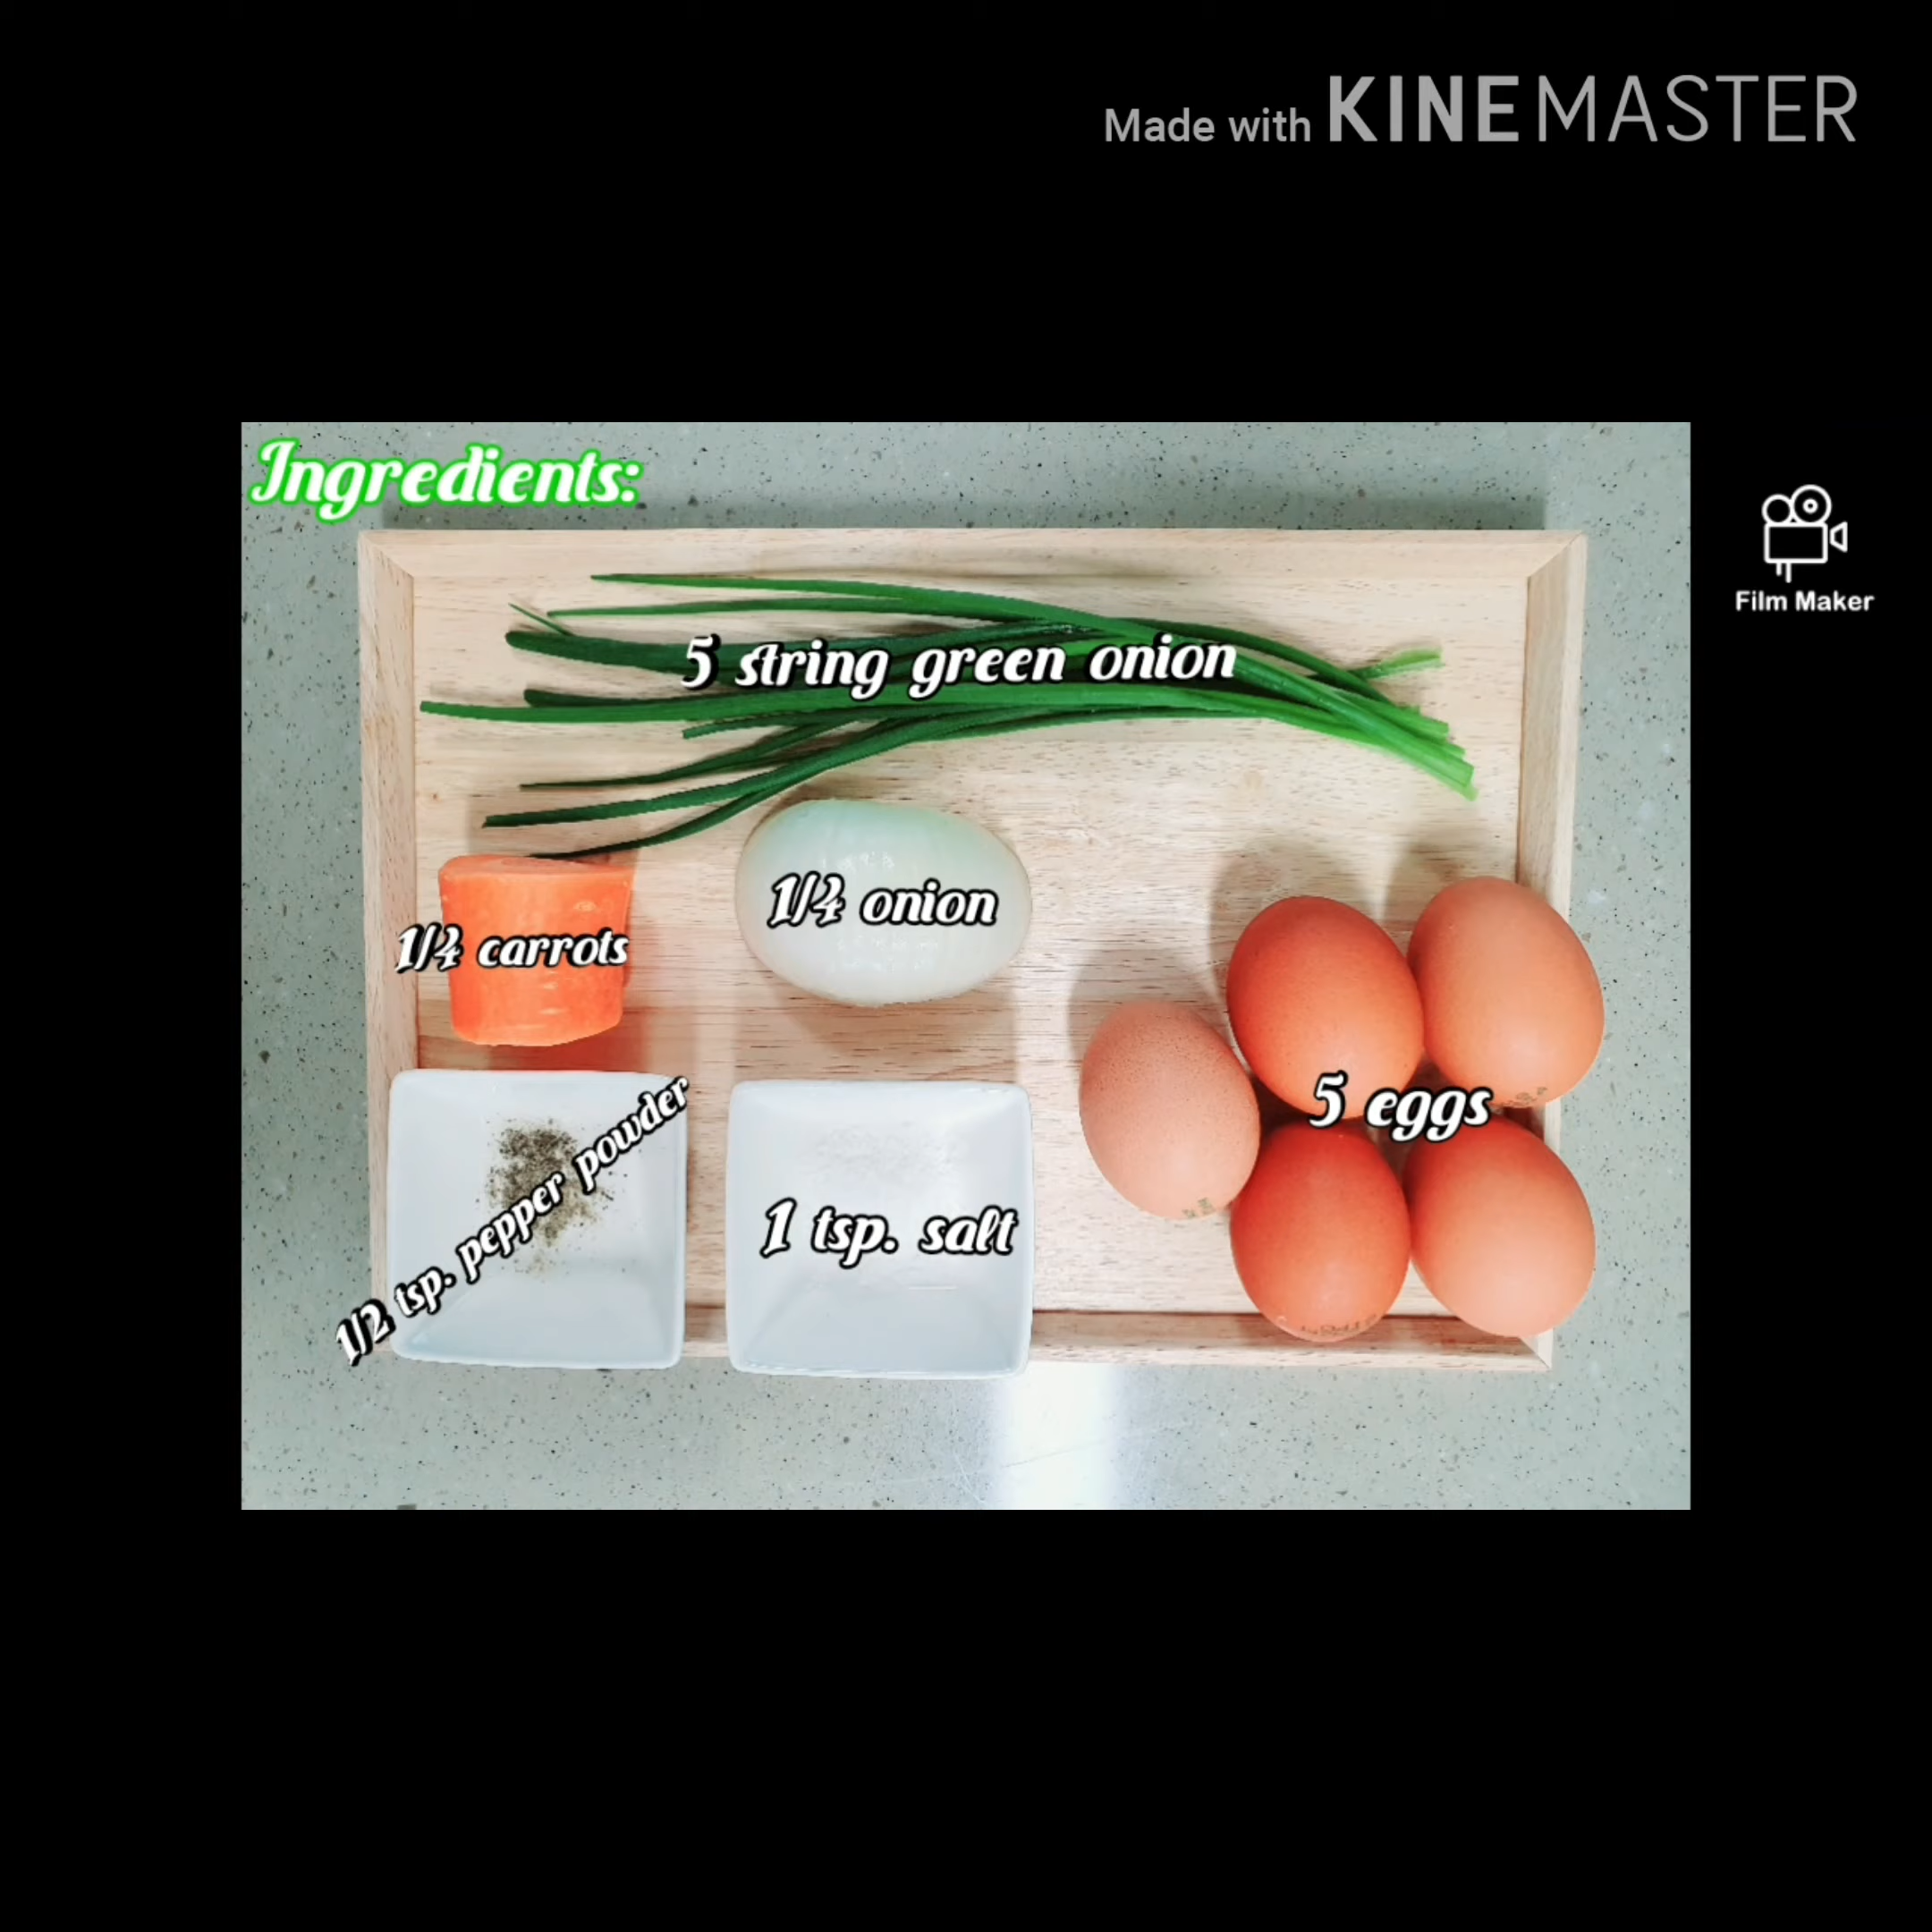 Made with KINEMASTER
Ingredients:
Film Maker
5 string green onion
1/4 onion
1/4 carrots
5 eggs
1/2 tsp. pepper powder
1 tsp. salt